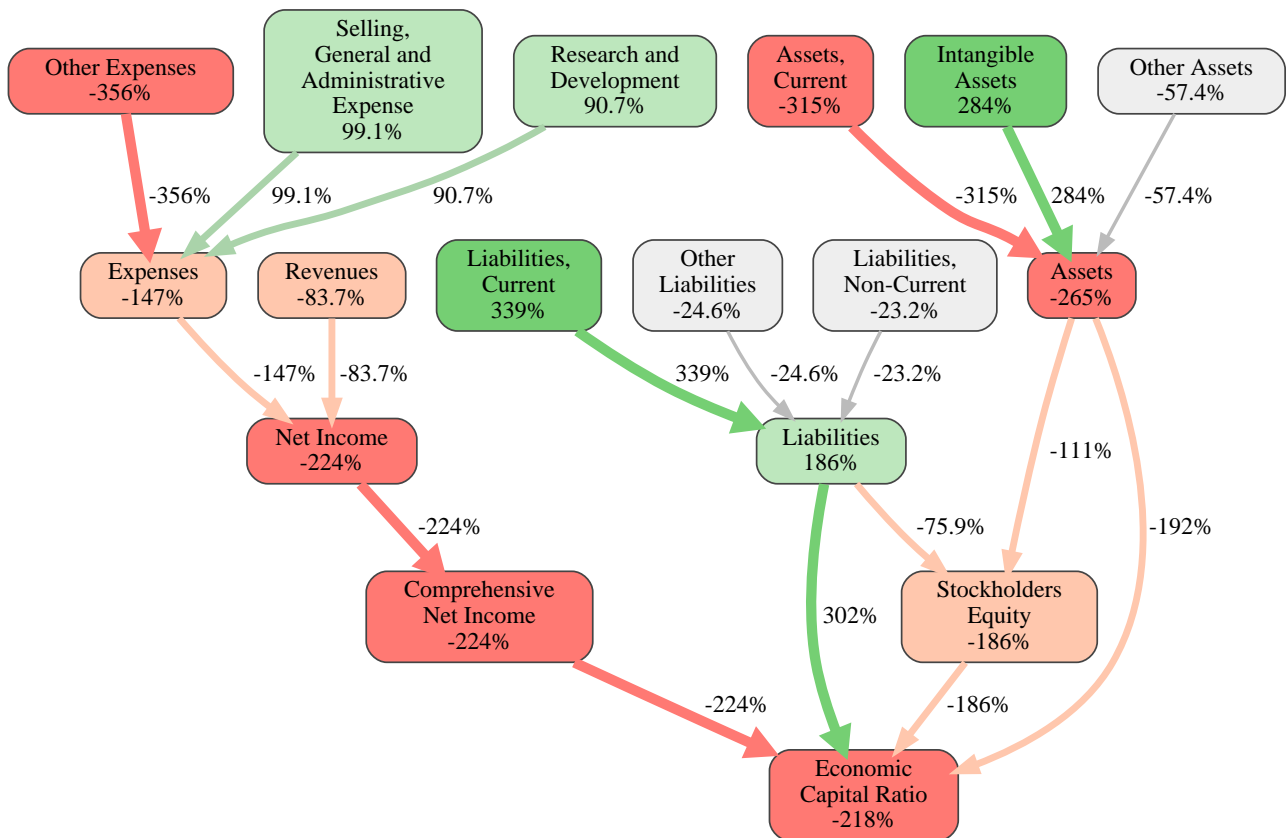 Other Expenses
-356%
Selling,
General and
Administrative
Expense
99.1%
Research and
Development
90.7%
Assets,
Current
-315%
Intangible
Assets
284%
Other Assets
-57.4%
-356%
99.1%
90.7%
-315%
284%
-57.4%
Expenses
-147%
Revenues
-83.7%
Liabilities,
Current
339%
Other
Liabilities
-24.6%
Liabilities,
Non-Current
-23.2%
Assets
-265%
-147%
-83.7%
339%
-24.6%
-23.2%
Net Income
-224%
Liabilities
186%
-111%
-224%
-75.9%
-192%
Comprehensive
Net Income
-224%
302%
Stockholders
Equity
-186%
-224%
-186%
Economic
Capital Ratio
-218%